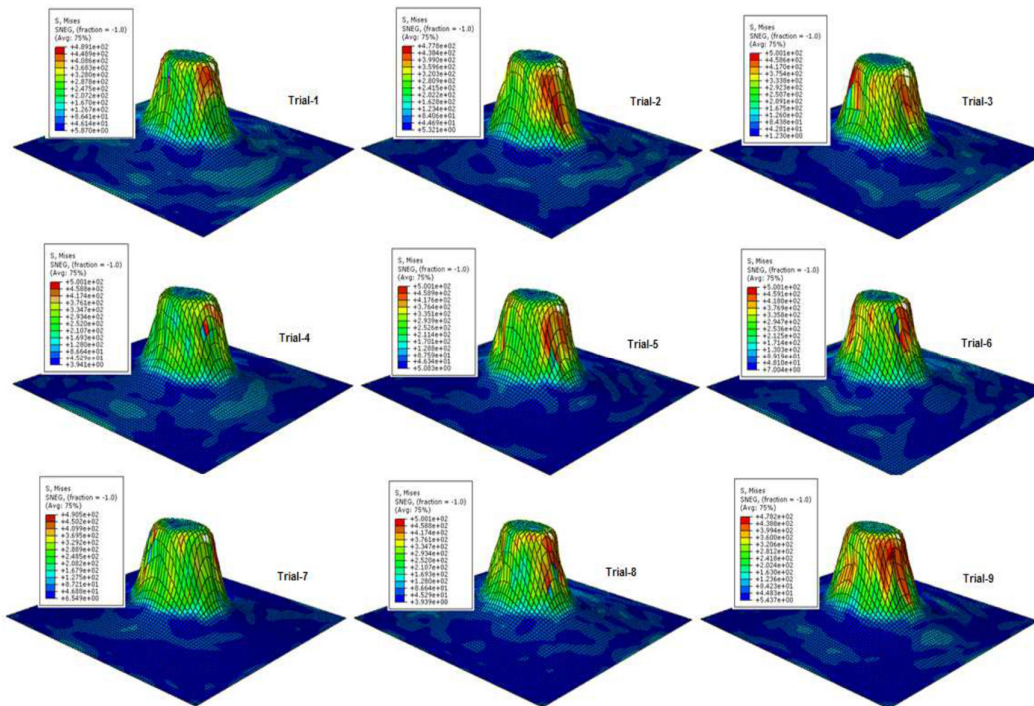 S, Mises
SNEG, (fraction = -1.0)
(Avg: 75%)
+4.891e+02
+4.489e+02
+4.086e+02
+3.683e+02
+3.280e+02
+2.878e+02
+2.475e+02
+2.072e+02
+1.670e+02
+1.267e+02
+8.641e+01
+4.614e+01
+5.870e+00
Trial-1
S, Mises
SNEG, (fraction = -1.0)
(Avg: 75%)
+4.778e+02
+4.384e+02
+3.990e+02
+3.596e+02
+3.203e+02
+2.809e+02
+2.415e+02
+2.022e+02
+1.628e+02
+1.234e+02
+8.406e+01
+4.469e+01
+5.321e+00
Trial-2
S, Mises
SNEG, (fraction = -1.0)
(Avg: 75%)
+5.001e+02
+4.586e+02
+4.170e+02
+3.754e+02
+3.338e+02
+2.923e+02
+2.507e+02
+2.091e+02
+1.675e+02
+1.260e+02
+8.438e+01
+4.281e+01
+1.230e+00
Trial-3
S, Mises
SNEG, (fraction = -1.0)
(Avg: 75%)
+5.001e+02
+4.588e+02
+4.174e+02
+3.761e+02
+3.347e+02
+2.934e+02
+2.520e+02
+2.107e+02
+1.693e+02
+1.280e+02
+8.664e+01
+4.529e+01
+3.941e+00
Trial-4
S, Mises
SNEG, (fraction = -1.0)
(Avg: 75%)
+5.001e+02
+4.589e+02
+4.176e+02
+3.764e+02
+3.351e+02
+2.939e+02
+2.526e+02
+2.114e+02
+1.701e+02
+1.288e+02
+8.759e+01
+4.634e+01
+5.083e+00
Trial-5
S, Mises
SNEG, (fraction = -1.0)
(Avg: 75%)
+5.001e+02
+4.591e+02
+4.180e+02
+3.769e+02
+3.358e+02
+2.947e+02
+2.536e+02
+2.125e+02
+1.714e+02
+1.303e+02
+8.919e+01
+4.810e+01
+7.004e+00
Trial-6
S, Mises
SNEG, (fraction = -1.0)
(Avg: 75%)
+4.905e+02
+4.502e+02
+4.099e+02
+3.695e+02
+3.292e+02
+2.889e+02
+2.485e+02
+2.082e+02
+1.679e+02
+1.275e+02
+8.721e+01
+4.688e+01
+6.549e+00
Trial-7
S, Mises
SNEG, (fraction = -1.0)
(Avg: 75%)
+5.001e+02
+4.588e+02
+4.174e+02
+3.761e+02
+3.347e+02
+2.934e+02
+2.520e+02
+2.107e+02
+1.693e+02
+1.280e+02
+8.664e+01
+4.529e+01
+3.939e+00
Trial-8
S, Mises
SNEG, (fraction = -1.0)
(Avg: 75%)
+4.782e+02
+4.388e+02
+3.994e+02
+3.600e+02
+3.206e+02
+2.812e+02
+2.418e+02
+2.024e+02
+1.630e+02
+1.236e+02
+8.423e+01
+4.483e+01
+5.437e+00
Trial-9